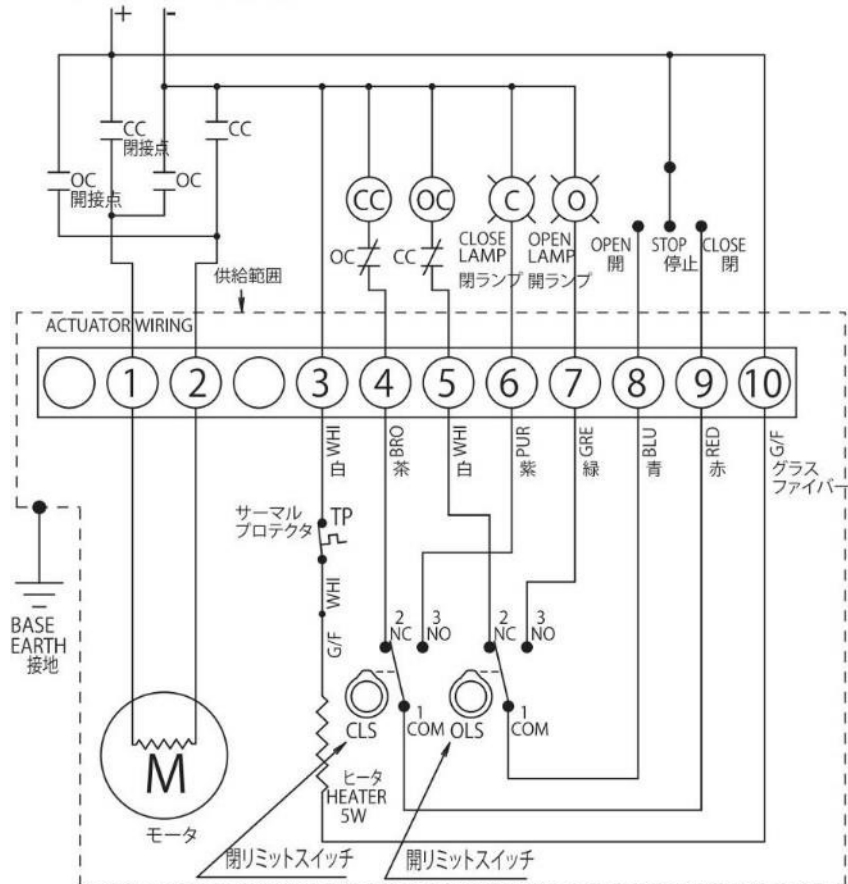 + -
CC
閉接点
CC
OC
開接点
OC
CC
OC
C
O
OC
CC
CLOSE
LAMP
閉ランプ
OPEN
LAMP
開ランプ
OPEN
開
STOP
停止
CLOSE
閉
供給範囲
ACTUATOR WIRING
1 2 3 4 5 6 7 8 9 10
WHI
白
BRO
茶
WHI
白
PUR
紫
GRE
緑
BLU
青
RED
赤
G/F
グラス
ファイバー
サーマル
プロテクタ
TP
WHI
G/F
BASE
EARTH
接地
2
NC
3
NO
2
NC
3
NO
CLS
1
COM
OLS
1
COM
M
モータ
ヒータ
HEATER
5W
閉リミットスイッチ
開リミットスイッチ